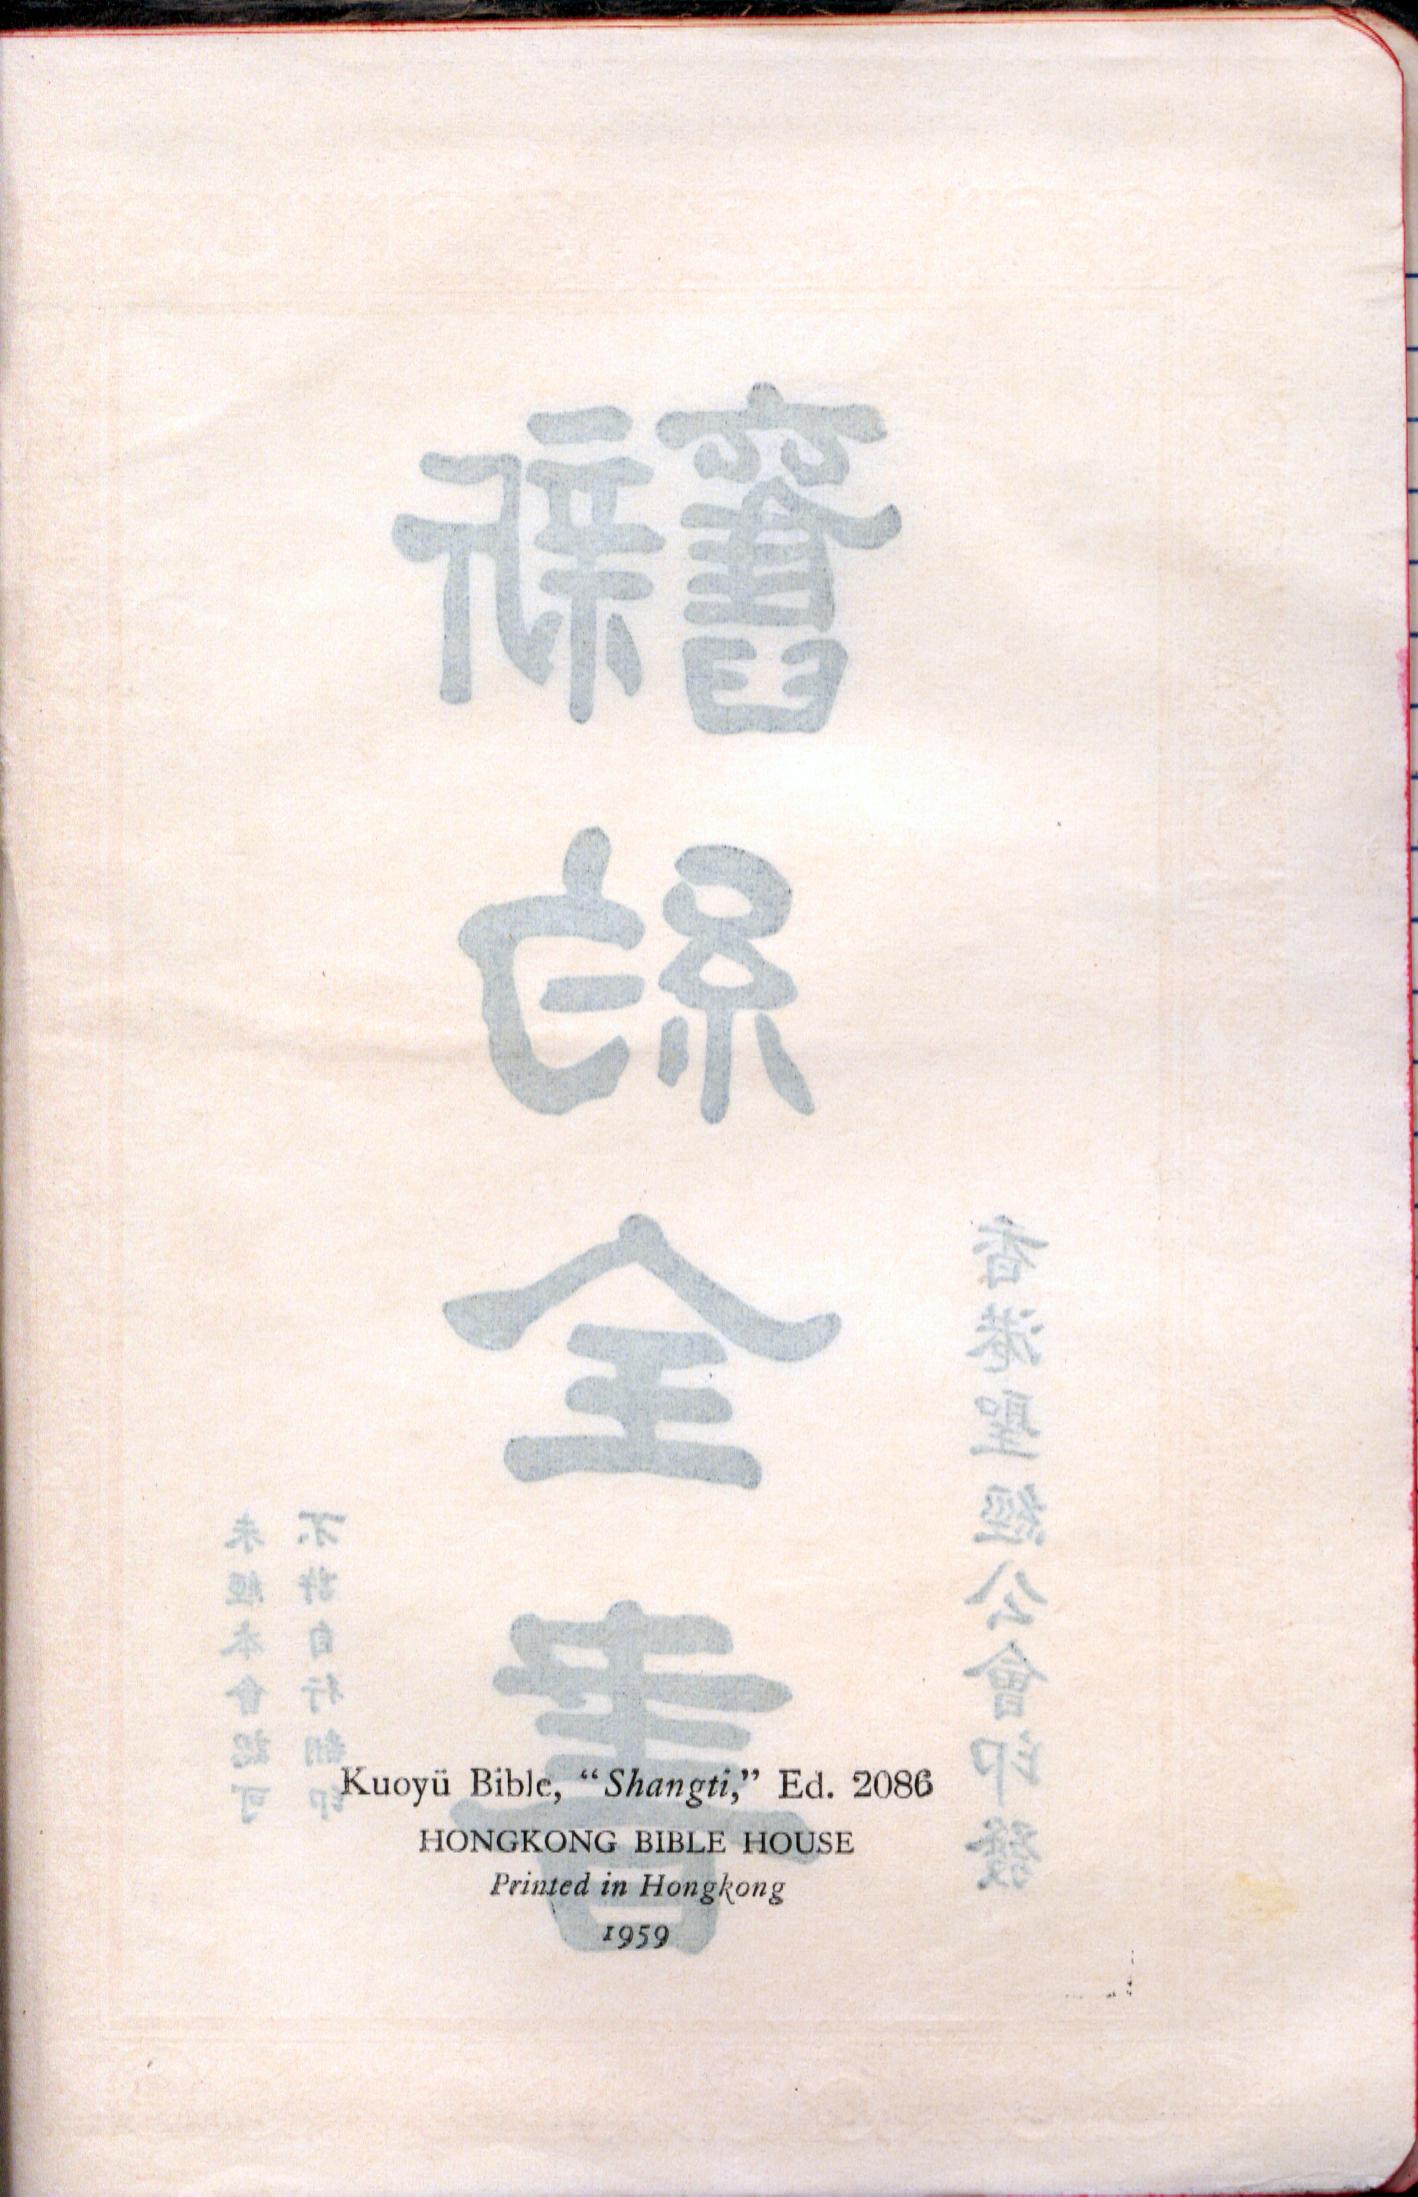 新舊約全書
未經本會認可
不許自行翻印
香港聖經公會印發
Kuoyü Bible, “Shangti,” Ed. 2086
HONGKONG BIBLE HOUSE
Printed in Hongkong
1959